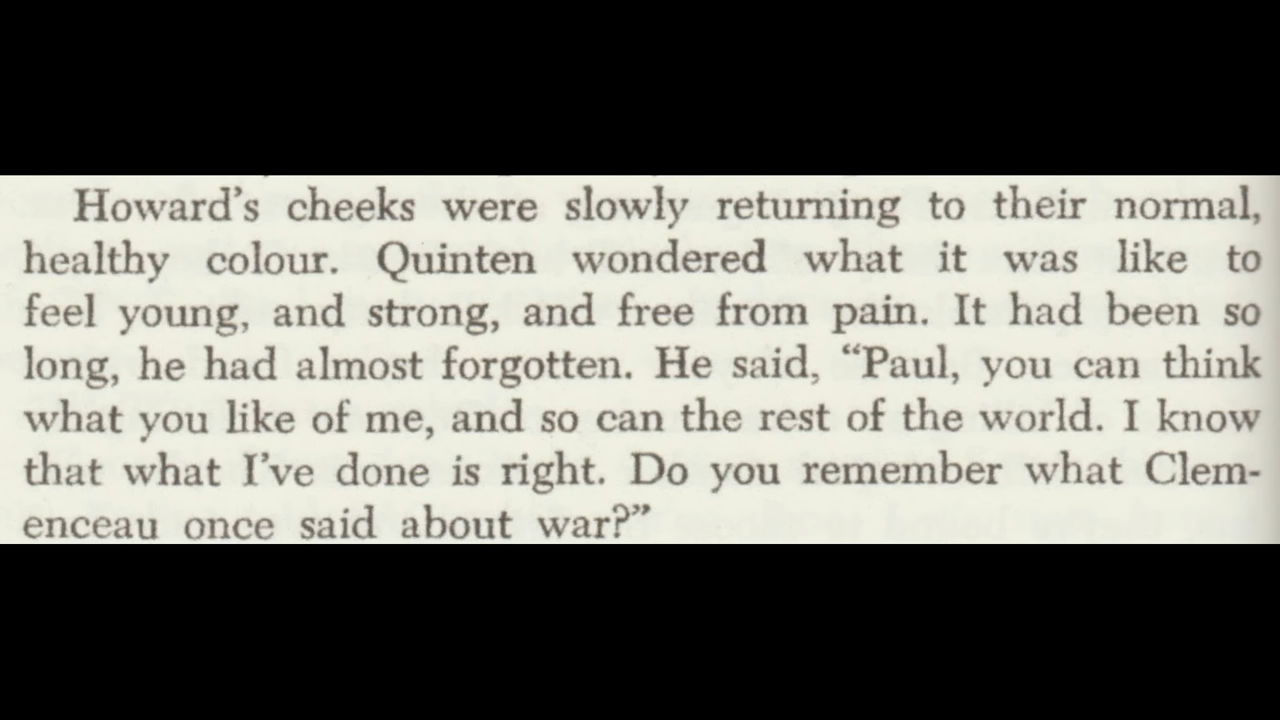 Howard’s cheeks were slowly returning to their normal,
healthy colour. Quinten wondered what it was like to
feel young, and strong, and free from pain. It had been so
long, he had almost forgotten. He said, “Paul, you can think
what you like of me, and so can the rest of the world. I know
that what I’ve done is right. Do you remember what Clem-
enceau once said about war?”